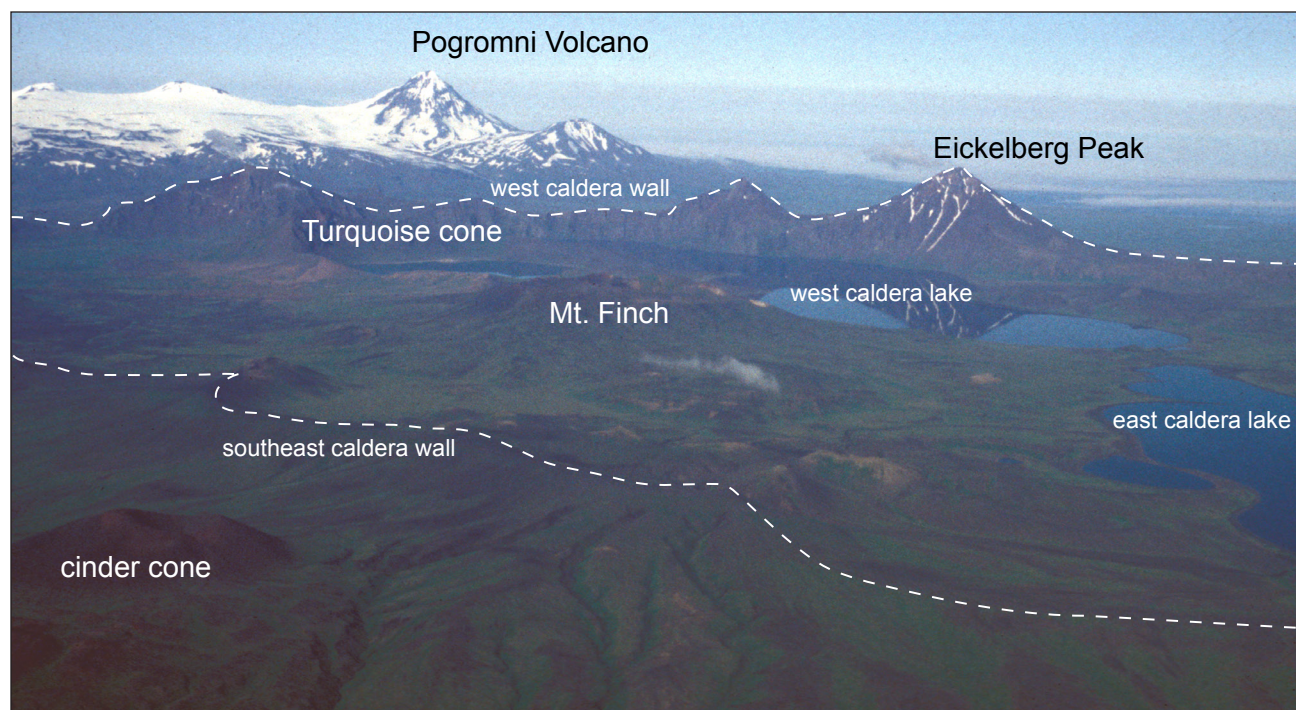 Pogromni Volcano
Eickelberg Peak
west caldera wall
Turquoise cone
west caldera lake
Mt. Finch
east caldera lake
southeast caldera wall
cinder cone